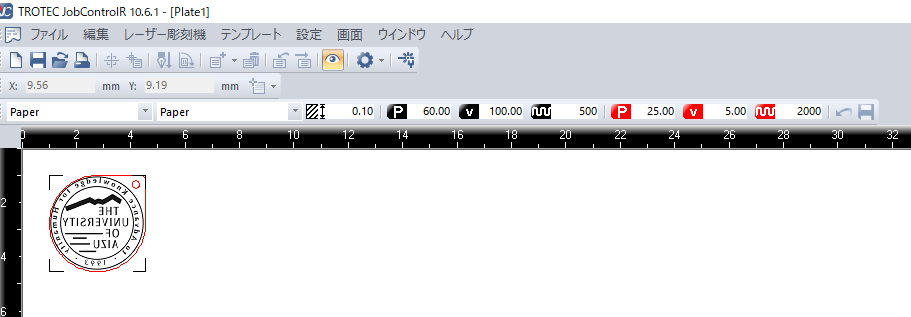 TROTEC JobControlR 10.6.1 - [Plate1]
ファイル 編集 レーザー彫刻機 テンプレート 設定 画面 ウインドウ ヘルプ
X: 9.56 mm Y: 9.19 mm
Paper Paper 0.10 P 60.00 v 100.00 500 P 25.00 v 5.00 2000
0 2 4 6 8 10 12 14 16 18 20 22 24 26 28 30 32
2
4
6
to Advance Knowledge for Humanity
THE
UNIVERSITY
OF
AIZU
· 1993 ·